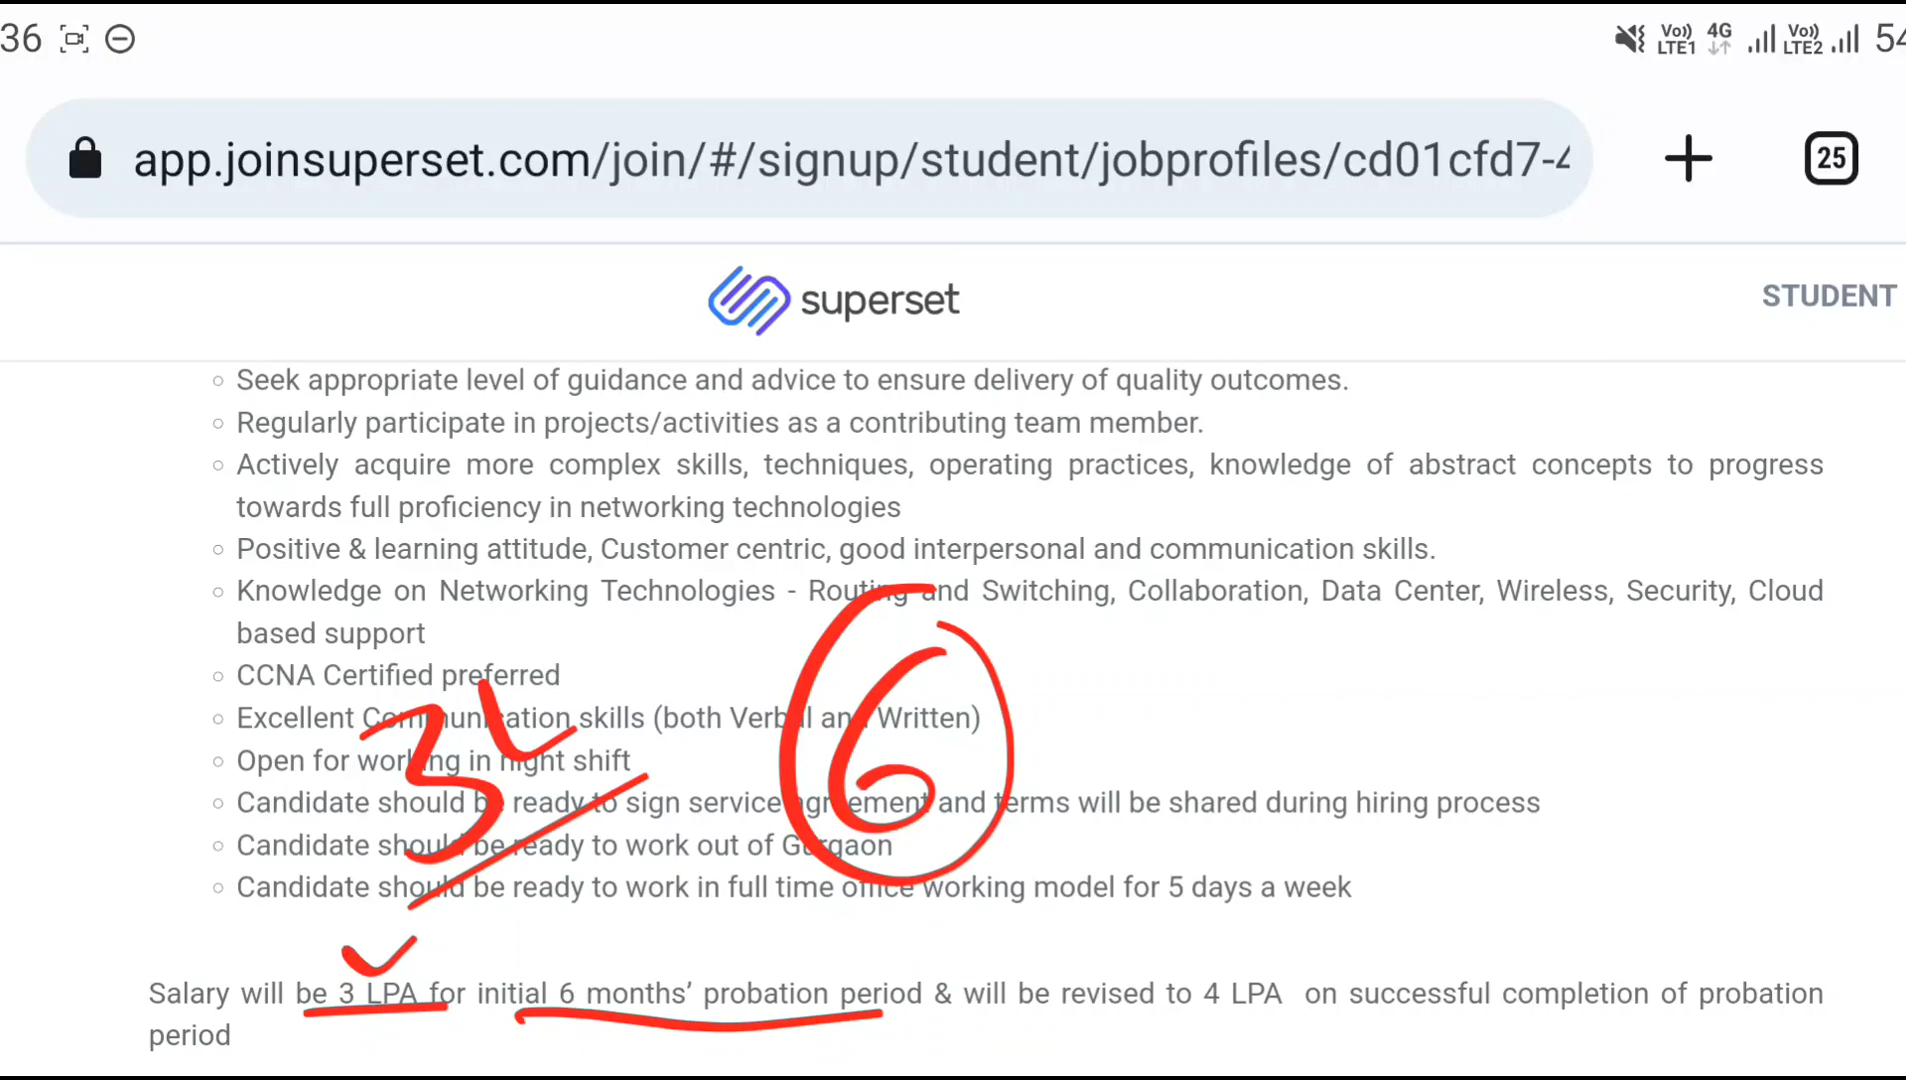 36
Vo)) LTE1 4G Vo)) LTE2 54
app.joinsuperset.com/join/#/signup/student/jobprofiles/cd01cfd7-4
25
superset
STUDENT
Seek appropriate level of guidance and advice to ensure delivery of quality outcomes.
Regularly participate in projects/activities as a contributing team member.
Actively acquire more complex skills, techniques, operating practices, knowledge of abstract concepts to progress
towards full proficiency in networking technologies
Positive & learning attitude, Customer centric, good interpersonal and communication skills.
Knowledge on Networking Technologies - Routing and Switching, Collaboration, Data Center, Wireless, Security, Cloud
based support
CCNA Certified preferred
Excellent Communication skills (both Verbal and Written)
Open for working in night shift
Candidate should be ready to sign service agreement and terms will be shared during hiring process
Candidate should be ready to work out of Gurgaon
Candidate should be ready to work in full time office working model for 5 days a week
3L
6
Salary will be 3 LPA for initial 6 months’ probation period & will be revised to 4 LPA on successful completion of probation
period